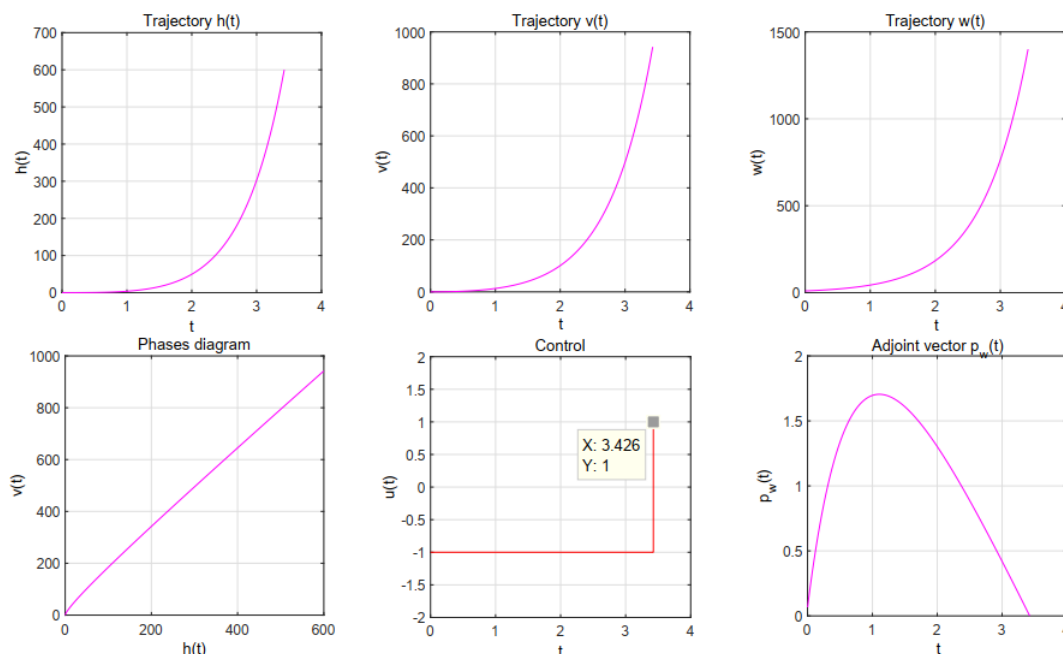 Trajectory h(t)
700
600
500
400
300
200
100
0
h(t)
0 1 2 3 4
t
Trajectory v(t)
1000
800
600
400
200
0
v(t)
0 1 2 3 4
t
Trajectory w(t)
1500
1000
500
0
w(t)
0 1 2 3 4
t
Phases diagram
1000
800
600
400
200
0
v(t)
0 200 400 600
h(t)
Control
2
1.5
1
0.5
0
-0.5
-1
-1.5
-2
u(t)
X: 3.426
Y: 1
0 1 2 3 4
t
Adjoint vector p_w(t)
2
1.5
1
0.5
0
p_w(t)
0 1 2 3 4
t